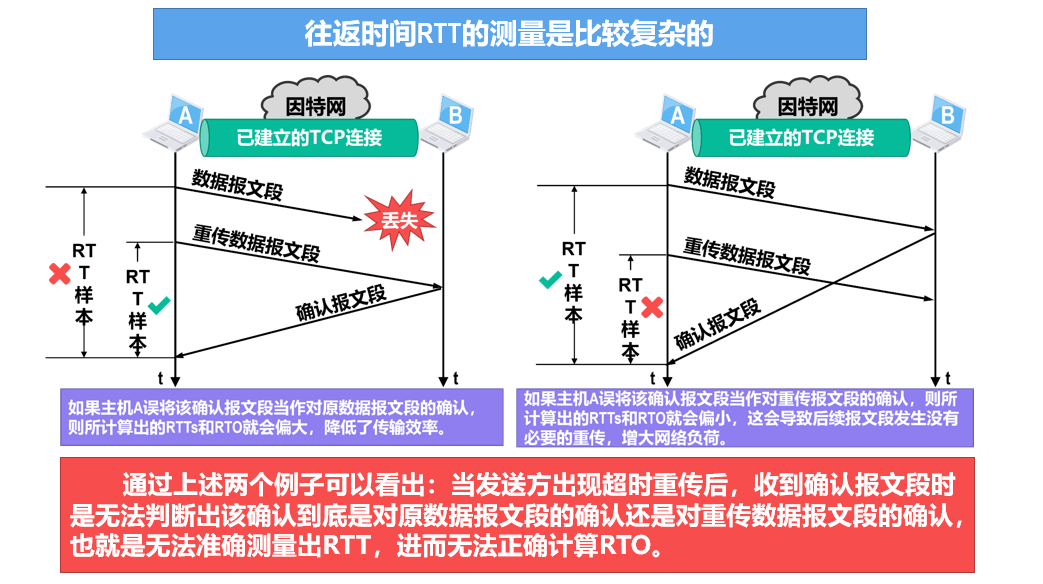 往返时间RTT的测量是比较复杂的
因特网
A
B
已建立的TCP连接
数据报文段
丢失
重传数据报文段
RT
T
样
本
RT
T
样
本
确认报文段
t
t
如果主机A误将该确认报文段当作对原数据报文段的确认，
则所计算出的RTTs和RTO就会偏大，降低了传输效率。
因特网
A
B
已建立的TCP连接
数据报文段
重传数据报文段
RT
T
样
本
RT
T
样
本
确认报文段
t
t
如果主机A误将该确认报文段当作对重传报文段的确认，则所
计算出的RTTs和RTO就会偏小，这会导致后续报文段发生没有
必要的重传，增大网络负荷。
通过上述两个例子可以看出：当发送方出现超时重传后，收到确认报文段时
是无法判断出该确认到底是对原数据报文段的确认还是对重传数据报文段的确认，
也就是无法准确测量出RTT，进而无法正确计算RTO。